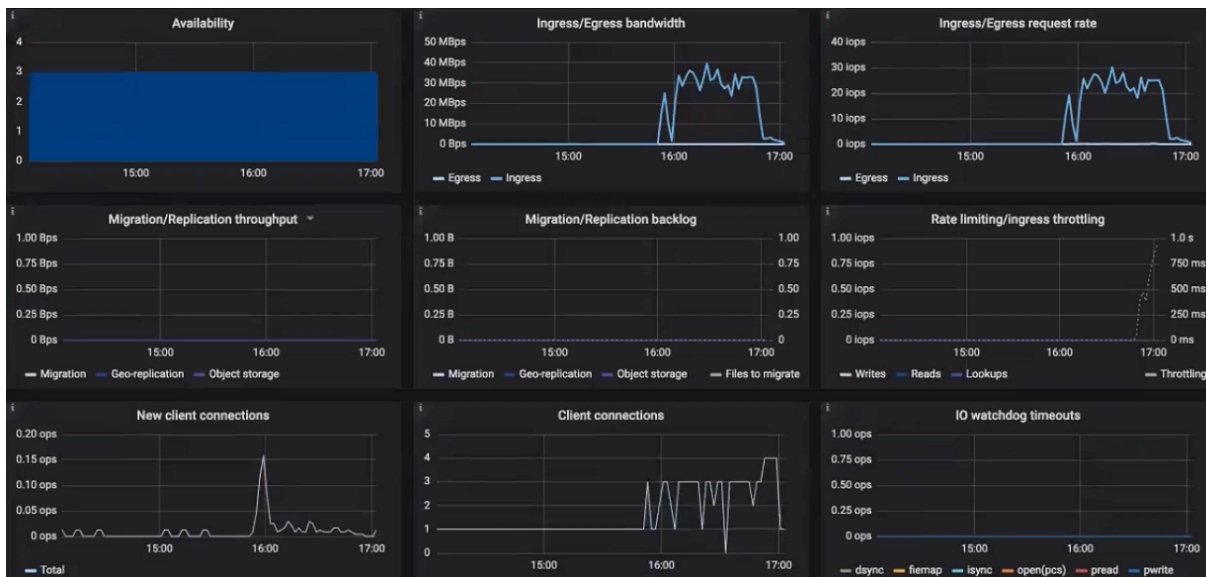 Availability
4
3
2
1
0
15:00 16:00 17:00
Ingress/Egress bandwidth
50 MBps
40 MBps
30 MBps
20 MBps
10 MBps
0 Bps
15:00 16:00 17:00
Egress Ingress
Ingress/Egress request rate
40 iops
30 iops
20 iops
10 iops
0 iops
15:00 16:00 17:00
Egress Ingress
Migration/Replication throughput
1.00 Bps
0.75 Bps
0.50 Bps
0.25 Bps
0 Bps
15:00 16:00 17:00
Migration Geo-replication Object storage
Migration/Replication backlog
1.00 B 1.00
0.75 B 0.75
0.50 B 0.50
0.25 B 0.25
0 B 0
15:00 16:00 17:00
Migration Geo-replication Object storage Files to migrate
Rate limiting/ingress throttling
1.00 iops 1.0 s
0.75 iops 750 ms
0.50 iops 500 ms
0.25 iops 250 ms
0 iops 0 ms
15:00 16:00 17:00
Writes Reads Lookups Throttling
New client connections
0.20 ops
0.15 ops
0.10 ops
0.05 ops
0 ops
15:00 16:00 17:00
Total
Client connections
5
4
3
2
1
0
15:00 16:00 17:00
IO watchdog timeouts
1.00 ops
0.75 ops
0.50 ops
0.25 ops
0 ops
15:00 16:00 17:00
dsync fiemap isync open(pcs) pread pwrite